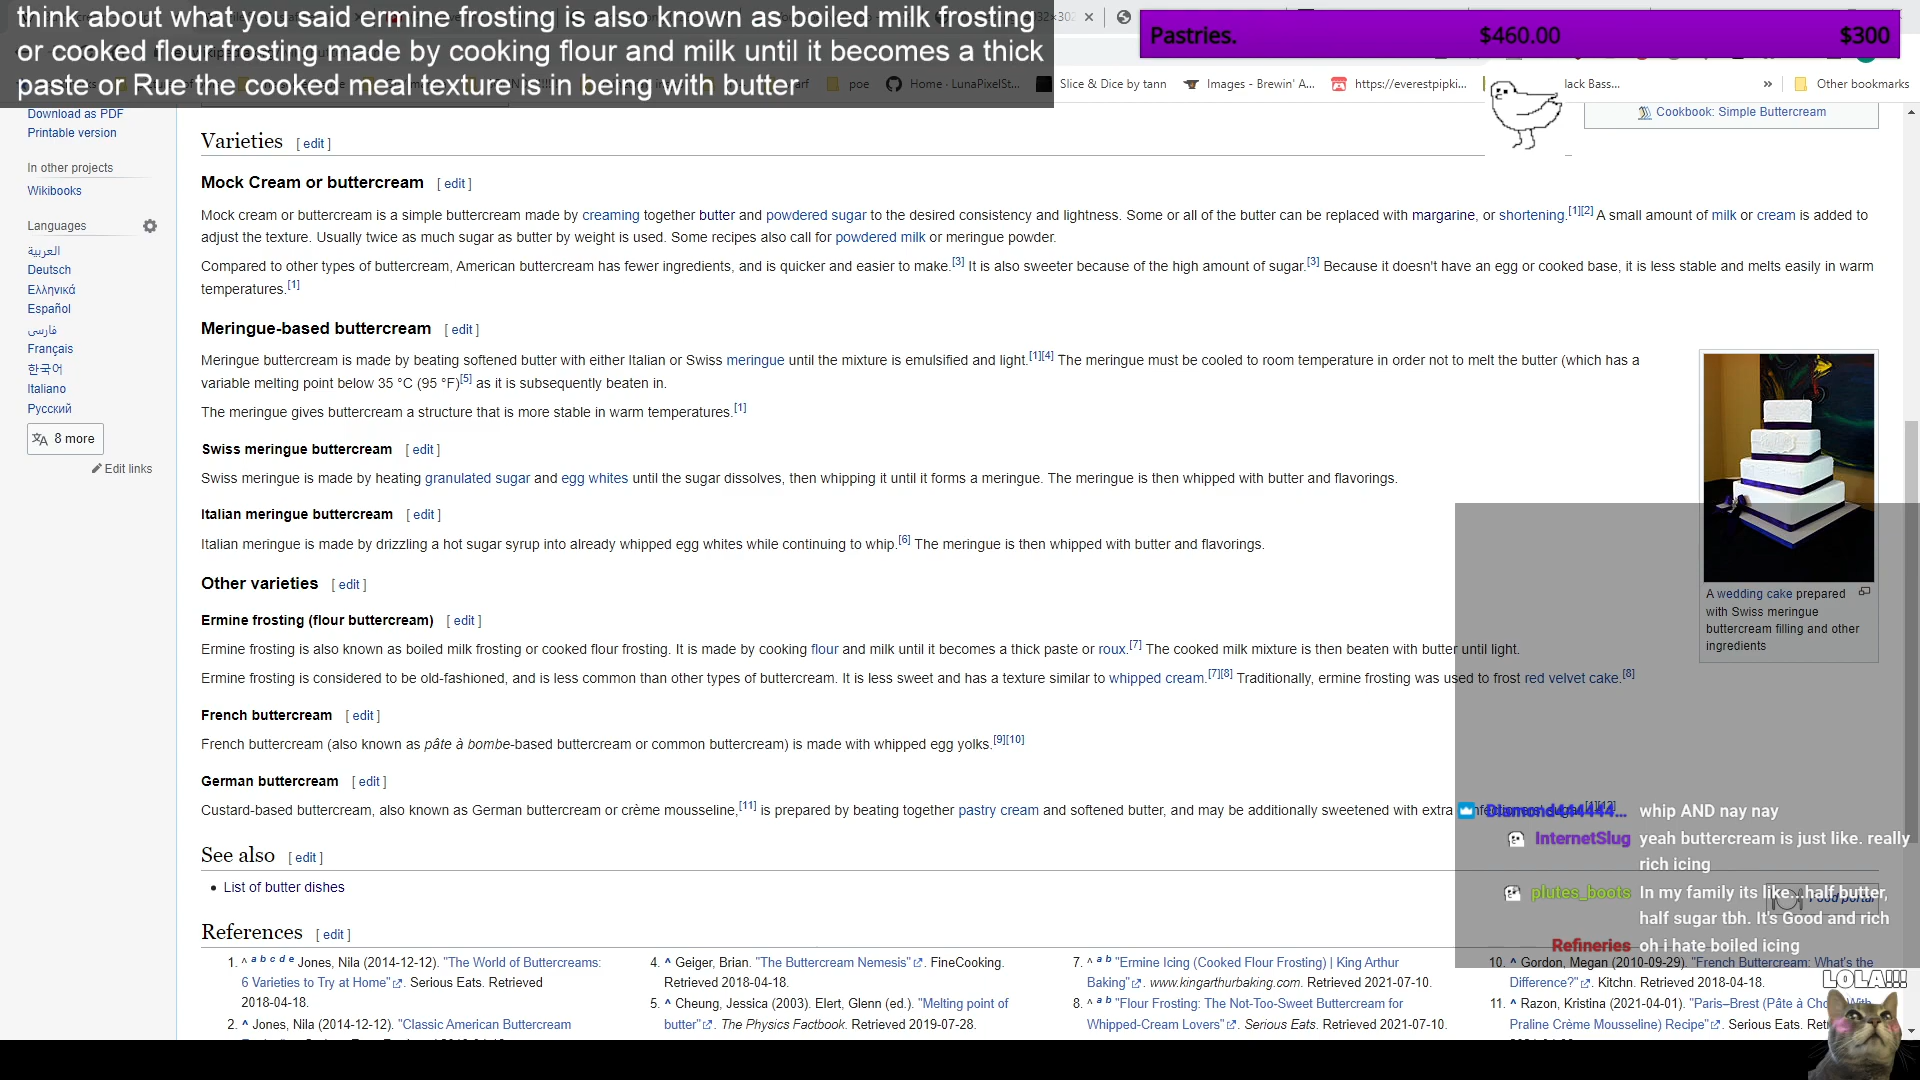 think about what you said ermine frosting is also known as boiled milk frosting
or cooked flour frosting made by cooking flour and milk until it becomes a thick
paste or Rue the cooked meal texture is in being with butter
Pastries. $460.00 $300
poe
Home · LunaPixelSt...
Slice & Dice by tann
Images - Brewin' A...
https://everestpipki...
lack Bass...
»
Other bookmarks
Download as PDF
Printable version
In other projects
Wikibooks
Languages
العربية
Deutsch
Ελληνικά
Español
فارسی
Français
한국어
Italiano
Русский
8 more
Edit links
Cookbook: Simple Buttercream
Varieties [ edit ]
Mock Cream or buttercream [ edit ]
Mock cream or buttercream is a simple buttercream made by creaming together butter and powdered sugar to the desired consistency and lightness. Some or all of the butter can be replaced with margarine, or shortening.[1][2] A small amount of milk or cream is added to
adjust the texture. Usually twice as much sugar as butter by weight is used. Some recipes also call for powdered milk or meringue powder.
Compared to other types of buttercream, American buttercream has fewer ingredients, and is quicker and easier to make.[3] It is also sweeter because of the high amount of sugar.[3] Because it doesn't have an egg or cooked base, it is less stable and melts easily in warm
temperatures.[1]
Meringue-based buttercream [ edit ]
Meringue buttercream is made by beating softened butter with either Italian or Swiss meringue until the mixture is emulsified and light.[1][4] The meringue must be cooled to room temperature in order not to melt the butter (which has a
variable melting point below 35 °C (95 °F)[5] as it is subsequently beaten in.
The meringue gives buttercream a structure that is more stable in warm temperatures.[1]
Swiss meringue buttercream [ edit ]
Swiss meringue is made by heating granulated sugar and egg whites until the sugar dissolves, then whipping it until it forms a meringue. The meringue is then whipped with butter and flavorings.
Italian meringue buttercream [ edit ]
Italian meringue is made by drizzling a hot sugar syrup into already whipped egg whites while continuing to whip.[6] The meringue is then whipped with butter and flavorings.
Other varieties [ edit ]
Ermine frosting (flour buttercream) [ edit ]
Ermine frosting is also known as boiled milk frosting or cooked flour frosting. It is made by cooking flour and milk until it becomes a thick paste or roux.[7] The cooked milk mixture is then beaten with butter until light.
Ermine frosting is considered to be old-fashioned, and is less common than other types of buttercream. It is less sweet and has a texture similar to whipped cream.[7][8] Traditionally, ermine frosting was used to frost red velvet cake.[8]
French buttercream [ edit ]
French buttercream (also known as pâte à bombe-based buttercream or common buttercream) is made with whipped egg yolks.[9][10]
German buttercream [ edit ]
Custard-based buttercream, also known as German buttercream or crème mousseline,[11] is prepared by beating together pastry cream and softened butter, and may be additionally sweetened with extra
A wedding cake prepared
with Swiss meringue
buttercream filling and other
ingredients
Diamond444444... whip AND nay nay
InternetSlug yeah buttercream is just like. really
rich icing
plutes_boots In my family its like...half butter,
half sugar tbh. It's Good and rich
Refineries oh i hate boiled icing
See also [ edit ]
• List of butter dishes
Food portal
References [ edit ]
1. ^ a b c d e Jones, Nila (2014-12-12). "The World of Buttercreams:
6 Varieties to Try at Home". Serious Eats. Retrieved
2018-04-18.
2. ^ Jones, Nila (2014-12-12). "Classic American Buttercream
4. ^ Geiger, Brian. "The Buttercream Nemesis". FineCooking.
Retrieved 2018-04-18.
5. ^ Cheung, Jessica (2003). Elert, Glenn (ed.). "Melting point of
butter". The Physics Factbook. Retrieved 2019-07-28.
7. ^ a b "Ermine Icing (Cooked Flour Frosting) | King Arthur
Baking". www.kingarthurbaking.com. Retrieved 2021-07-10.
8. ^ a b "Flour Frosting: The Not-Too-Sweet Buttercream for
Whipped-Cream Lovers". Serious Eats. Retrieved 2021-07-10.
10. ^ Gordon, Megan (2010-09-29). "French Buttercream: What's the
Difference?". Kitchn. Retrieved 2018-04-18.
11. ^ Razon, Kristina (2021-04-01). "Paris–Brest (Pâte à With
Praline Crème Mousseline) Recipe". Serious Eats.
LOLA!!!